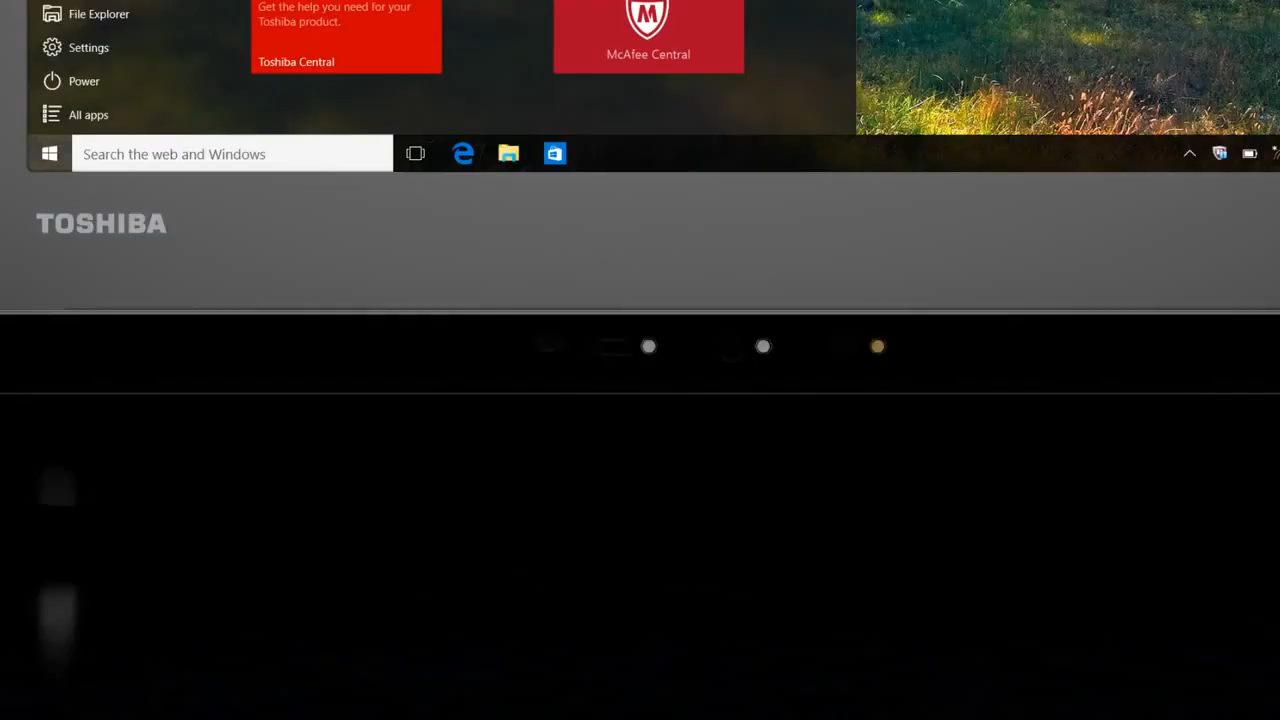 File Explorer
Settings
Power
All apps
Get the help you need for your
Toshiba product.
Toshiba Central
M
McAfee Central
Search the web and Windows
TOSHIBA